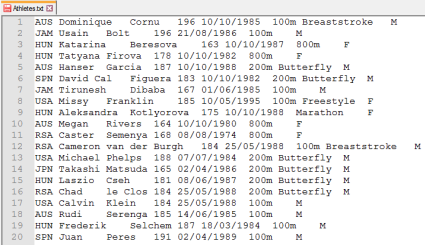 Athletes.txt
1 AUS Dominique Cornu 196 10/10/1985 100m Breaststroke M
2 JAM Usain Bolt 196 21/08/1986 100m M
3 HUN Katarina Beresova 163 10/10/1987 800m F
4 HUN Tatyana Firova 178 10/10/1982 800m F
5 AUS Hanser Garcia 187 10/10/1988 200m Butterfly M
6 SPN David Cal Figuera 183 10/10/1982 200m Butterfly M
7 JAM Tirunesh Dibaba 167 01/06/1985 100m M
8 USA Missy Franklin 185 10/05/1995 100m Freestyle F
9 HUN Aleksandra Kotlyorova 175 10/10/1988 Marathon F
10 AUS Megan Rivers 164 10/10/1980 800m F
11 RSA Caster Semenya 168 08/08/1974 800m F
12 RSA Cameron van der Burgh 184 25/05/1988 100m Breaststroke M
13 USA Michael Phelps 188 07/07/1984 200m Butterfly M
14 JPN Takashi Matsuda 165 02/04/1986 200m Butterfly M
15 HUN Laszio Cseh 181 08/06/1987 200m Butterfly M
16 RSA Chad le Clos 184 25/05/1988 200m Butterfly M
17 USA Calvin Klein 184 25/05/1988 100m M
18 AUS Rudi Serenga 185 14/06/1985 100m M
19 HUN Frederik Selchem 187 18/03/1984 100m M
20 SPN Juan Peres 191 02/04/1989 100m M